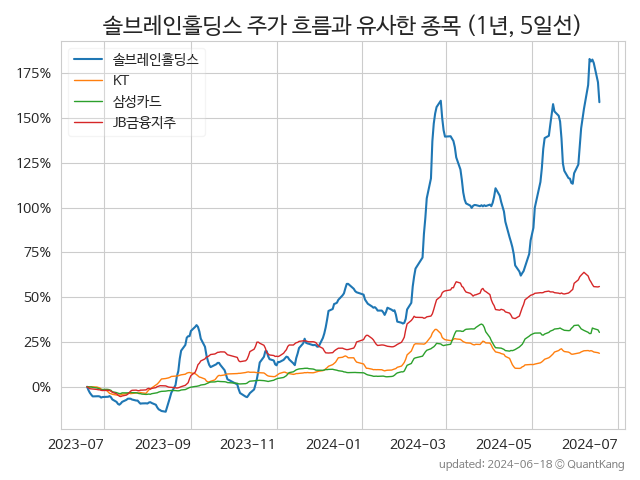 솔브레인홀딩스 주가 흐름과 유사한 종목 (1년, 5일선)
솔브레인홀딩스
KT
삼성카드
JB금융지주
175%
150%
125%
100%
75%
50%
25%
0%
2023-07 2023-09 2023-11 2024-01 2024-03 2024-05 2024-07
updated: 2024-06-18 © QuantKang